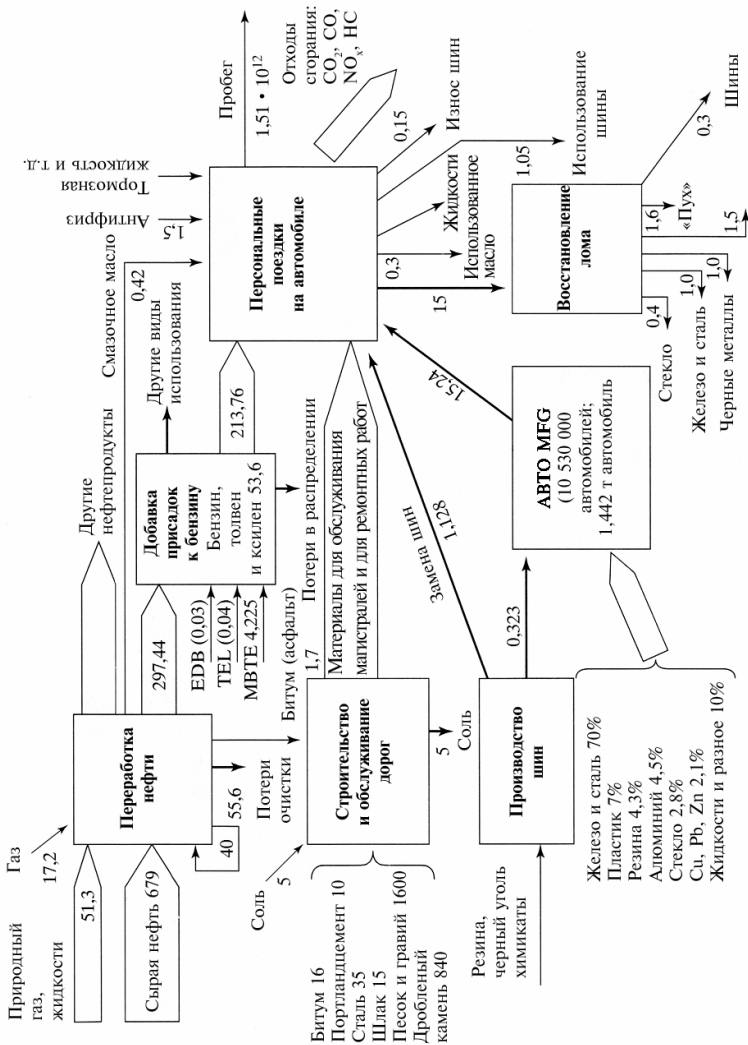 Природный
газ,
жидкости
Газ
17,2
51,3
Сырая нефть 679
40
Переработка
нефти
55,6
Потери
очистки
Другие
нефтепродукты
Смазочное масло
0,42
297,44
EDB (0,03)
TEL (0,04)
MBTE 4,225
Добавка
присадок
к бензину
Бензин,
толвен
и ксилен 53,6
Другие виды
использования
213,76
Потери в распределении
Битум (асфальт)
1,7
Антифриз
1,5
Тормозная
жидкость и т.д.
Персональные
поездки
на автомобиле
Пробег
1,51 • 10¹²
Отходы
сгорания:
CO₂, CO,
NOₓ, HC
0,15
Износ шин
1,05
Использование
шины
Жидкости
0,3
Использованное
масло
15
Соль
5
Битум 16
Портландцемент 10
Сталь 35
Шлак 15
Песок и гравий 1600
Дробленый
камень 840
Строительство
и обслуживание
дорог
5
Соль
Материалы для обслуживания
магистралей и для ремонтных работ
Резина,
черный уголь
химикаты
Производство
шин
Замена шин
1,128
0,323
15,24
АВТО MFG
(10 530 000
автомобилей;
1,442 т автомобиль
Железо и сталь 70%
Пластик 7%
Резина 4,3%
Алюминий 4,5%
Стекло 2,8%
Cu, Pb, Zn 2,1%
Жидкости и разное 10%
Восстановление
лома
0,4
Стекло
1,0
Железо и сталь
1,0
Черные металлы
1,6
«Пух»
1,5
0,3
Шины